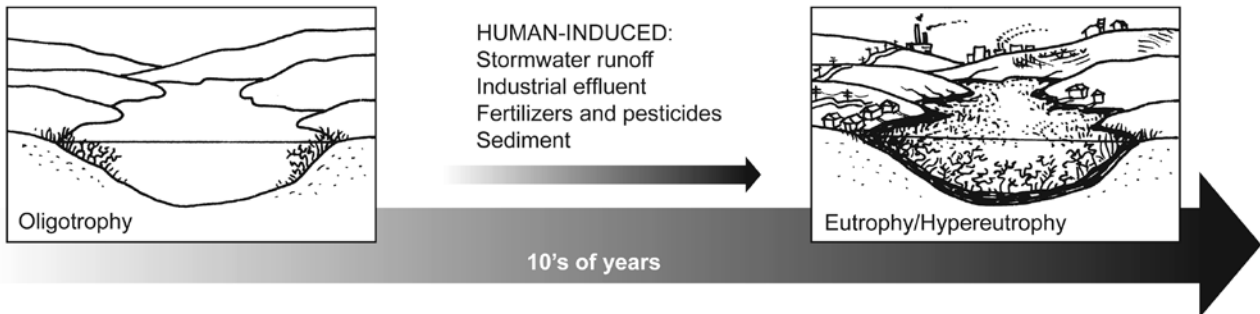 HUMAN-INDUCED:
Stormwater runoff
Industrial effluent
Fertilizers and pesticides
Sediment
Oligotrophy
Eutrophy/Hypereutrophy
10's of years